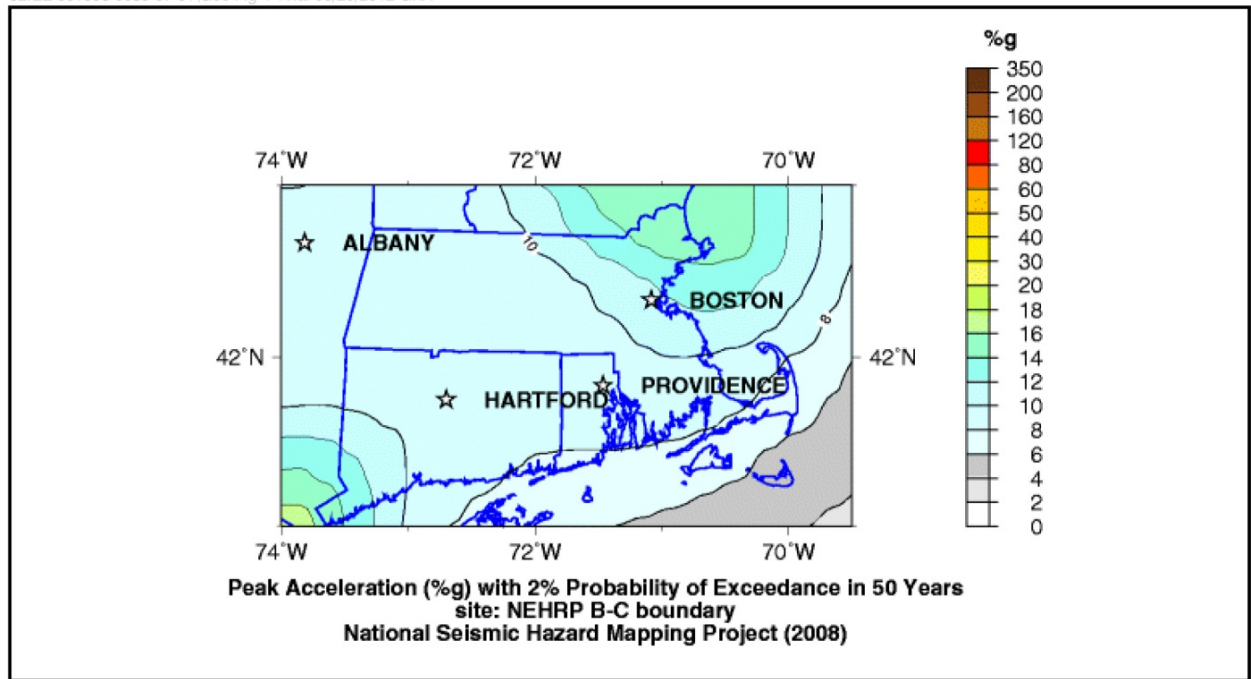 %g
350
200
160
120
80
60
50
40
30
20
18
16
14
12
10
8
6
4
2
0
74°W 72°W 70°W
10
ALBANY
BOSTON
8
42°N 42°N
PROVIDENCE
HARTFORD
74°W 72°W 70°W
Peak Acceleration (%g) with 2% Probability of Exceedance in 50 Years
site: NEHRP B-C boundary
National Seismic Hazard Mapping Project (2008)